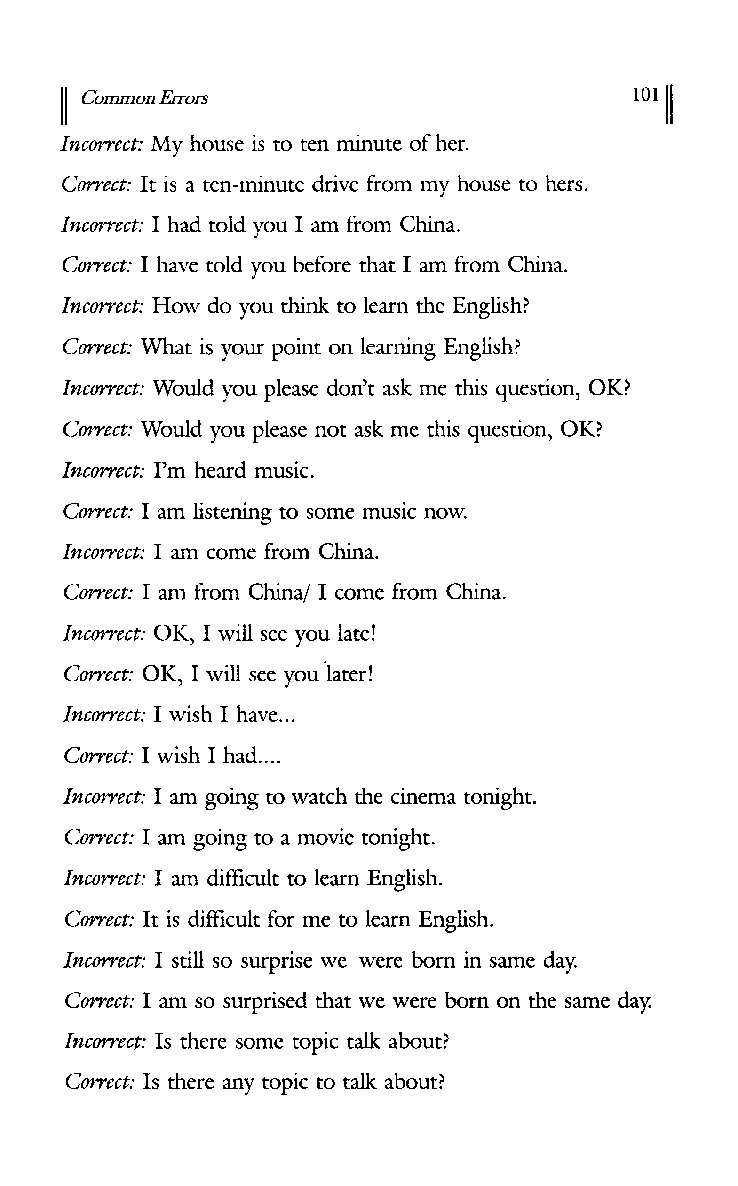 Common Errors 101
Incorrect: My house is to ten minute of her.
Correct: It is a ten-minute drive from my house to hers.
Incorrect: I had told you I am from China.
Correct: I have told you before that I am from China.
Incorrect: How do you think to learn the English?
Correct: What is your point on learning English?
Incorrect: Would you please don't ask me this question, OK?
Correct: Would you please not ask me this question, OK?
Incorrect: I'm heard music.
Correct: I am listening to some music now.
Incorrect: I am come from China.
Correct: I am from China/ I come from China.
Incorrect: OK, I will see you late!
Correct: OK, I will see you later!
Incorrect: I wish I have...
Correct: I wish I had....
Incorrect: I am going to watch the cinema tonight.
Correct: I am going to a movie tonight.
Incorrect: I am difficult to learn English.
Correct: It is difficult for me to learn English.
Incorrect: I still so surprise we were born in same day.
Correct: I am so surprised that we were born on the same day.
Incorrect: Is there some topic talk about?
Correct: Is there any topic to talk about?